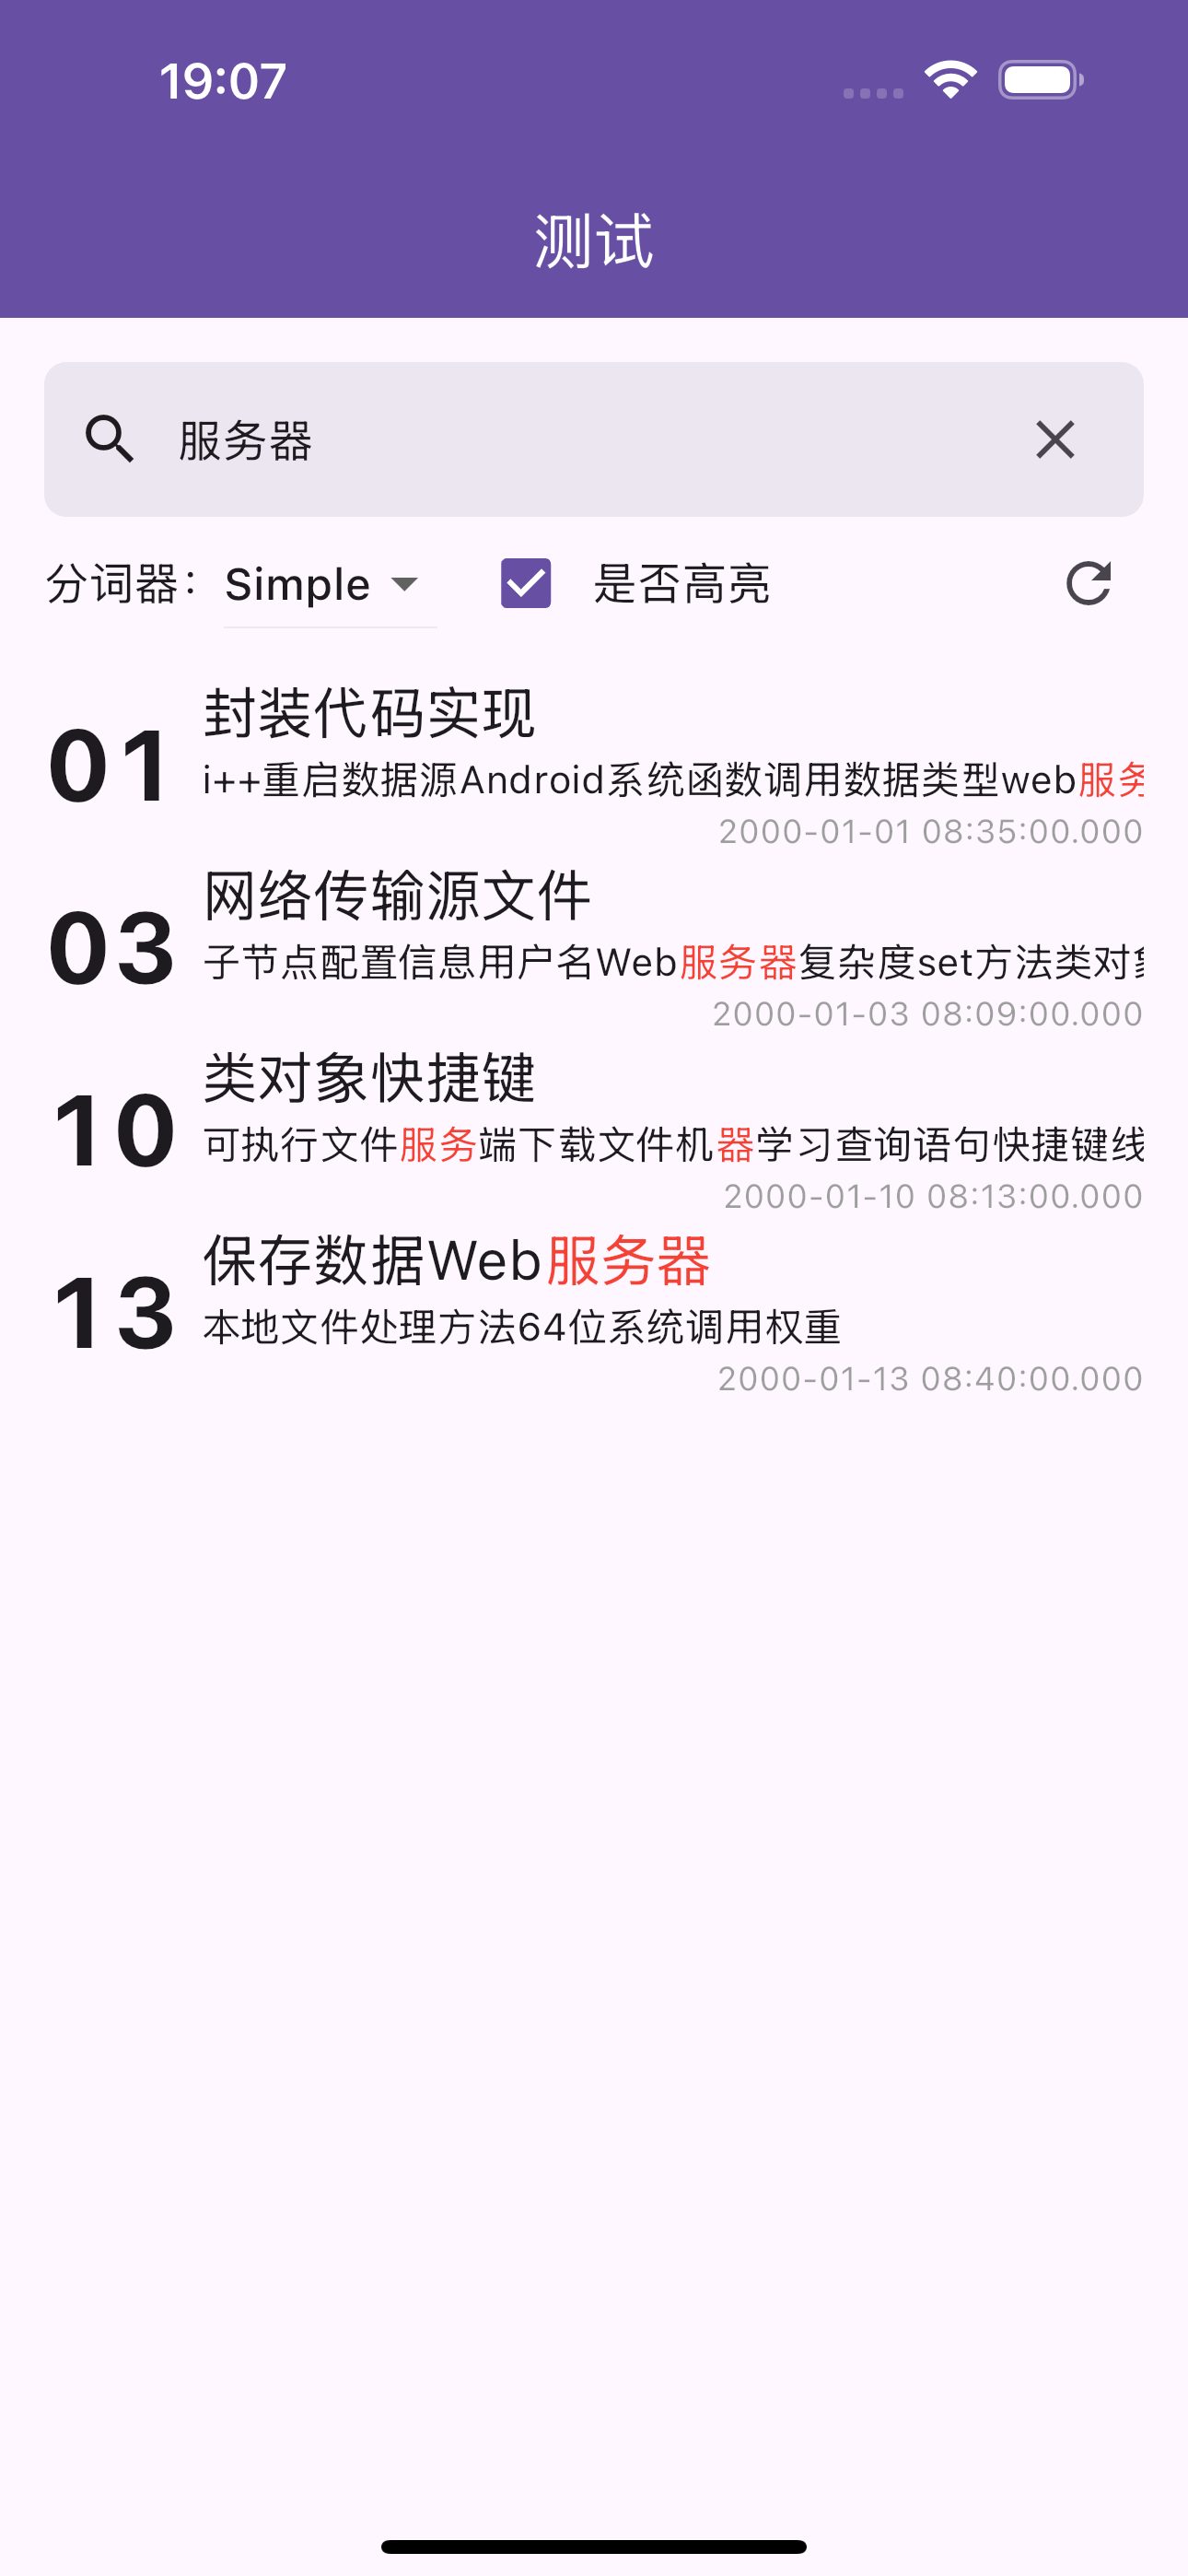 19:07
测试
服务器
分词器： Simple 是否高亮
01
封装代码实现
i++重启数据源Android系统函数调用数据类型web服务
2000-01-01 08:35:00.000
03
网络传输源文件
子节点配置信息用户名Web服务器复杂度set方法类对象
2000-01-03 08:09:00.000
10
类对象快捷键
可执行文件服务端下载文件机器学习查询语句快捷键线
2000-01-10 08:13:00.000
13
保存数据Web服务器
本地文件处理方法64位系统调用权重
2000-01-13 08:40:00.000